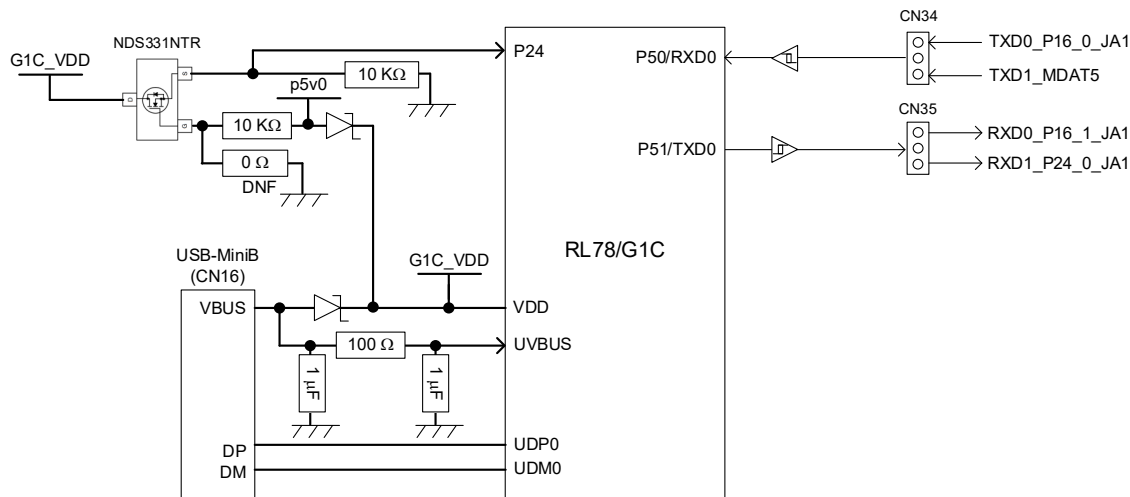 NDS331NTR
G1C_VDD
D
S
G
P24
10 KΩ
p5v0
10 KΩ
0 Ω
DNF
USB-MiniB
(CN16)
VBUS
G1C_VDD
VDD
100 Ω
UVBUS
1 µF
1 µF
DP
UDP0
DM
UDM0
RL78/G1C
P50/RXD0
P51/TXD0
CN34
TXD0_P16_0_JA1
TXD1_MDAT5
CN35
RXD0_P16_1_JA1
RXD1_P24_0_JA1